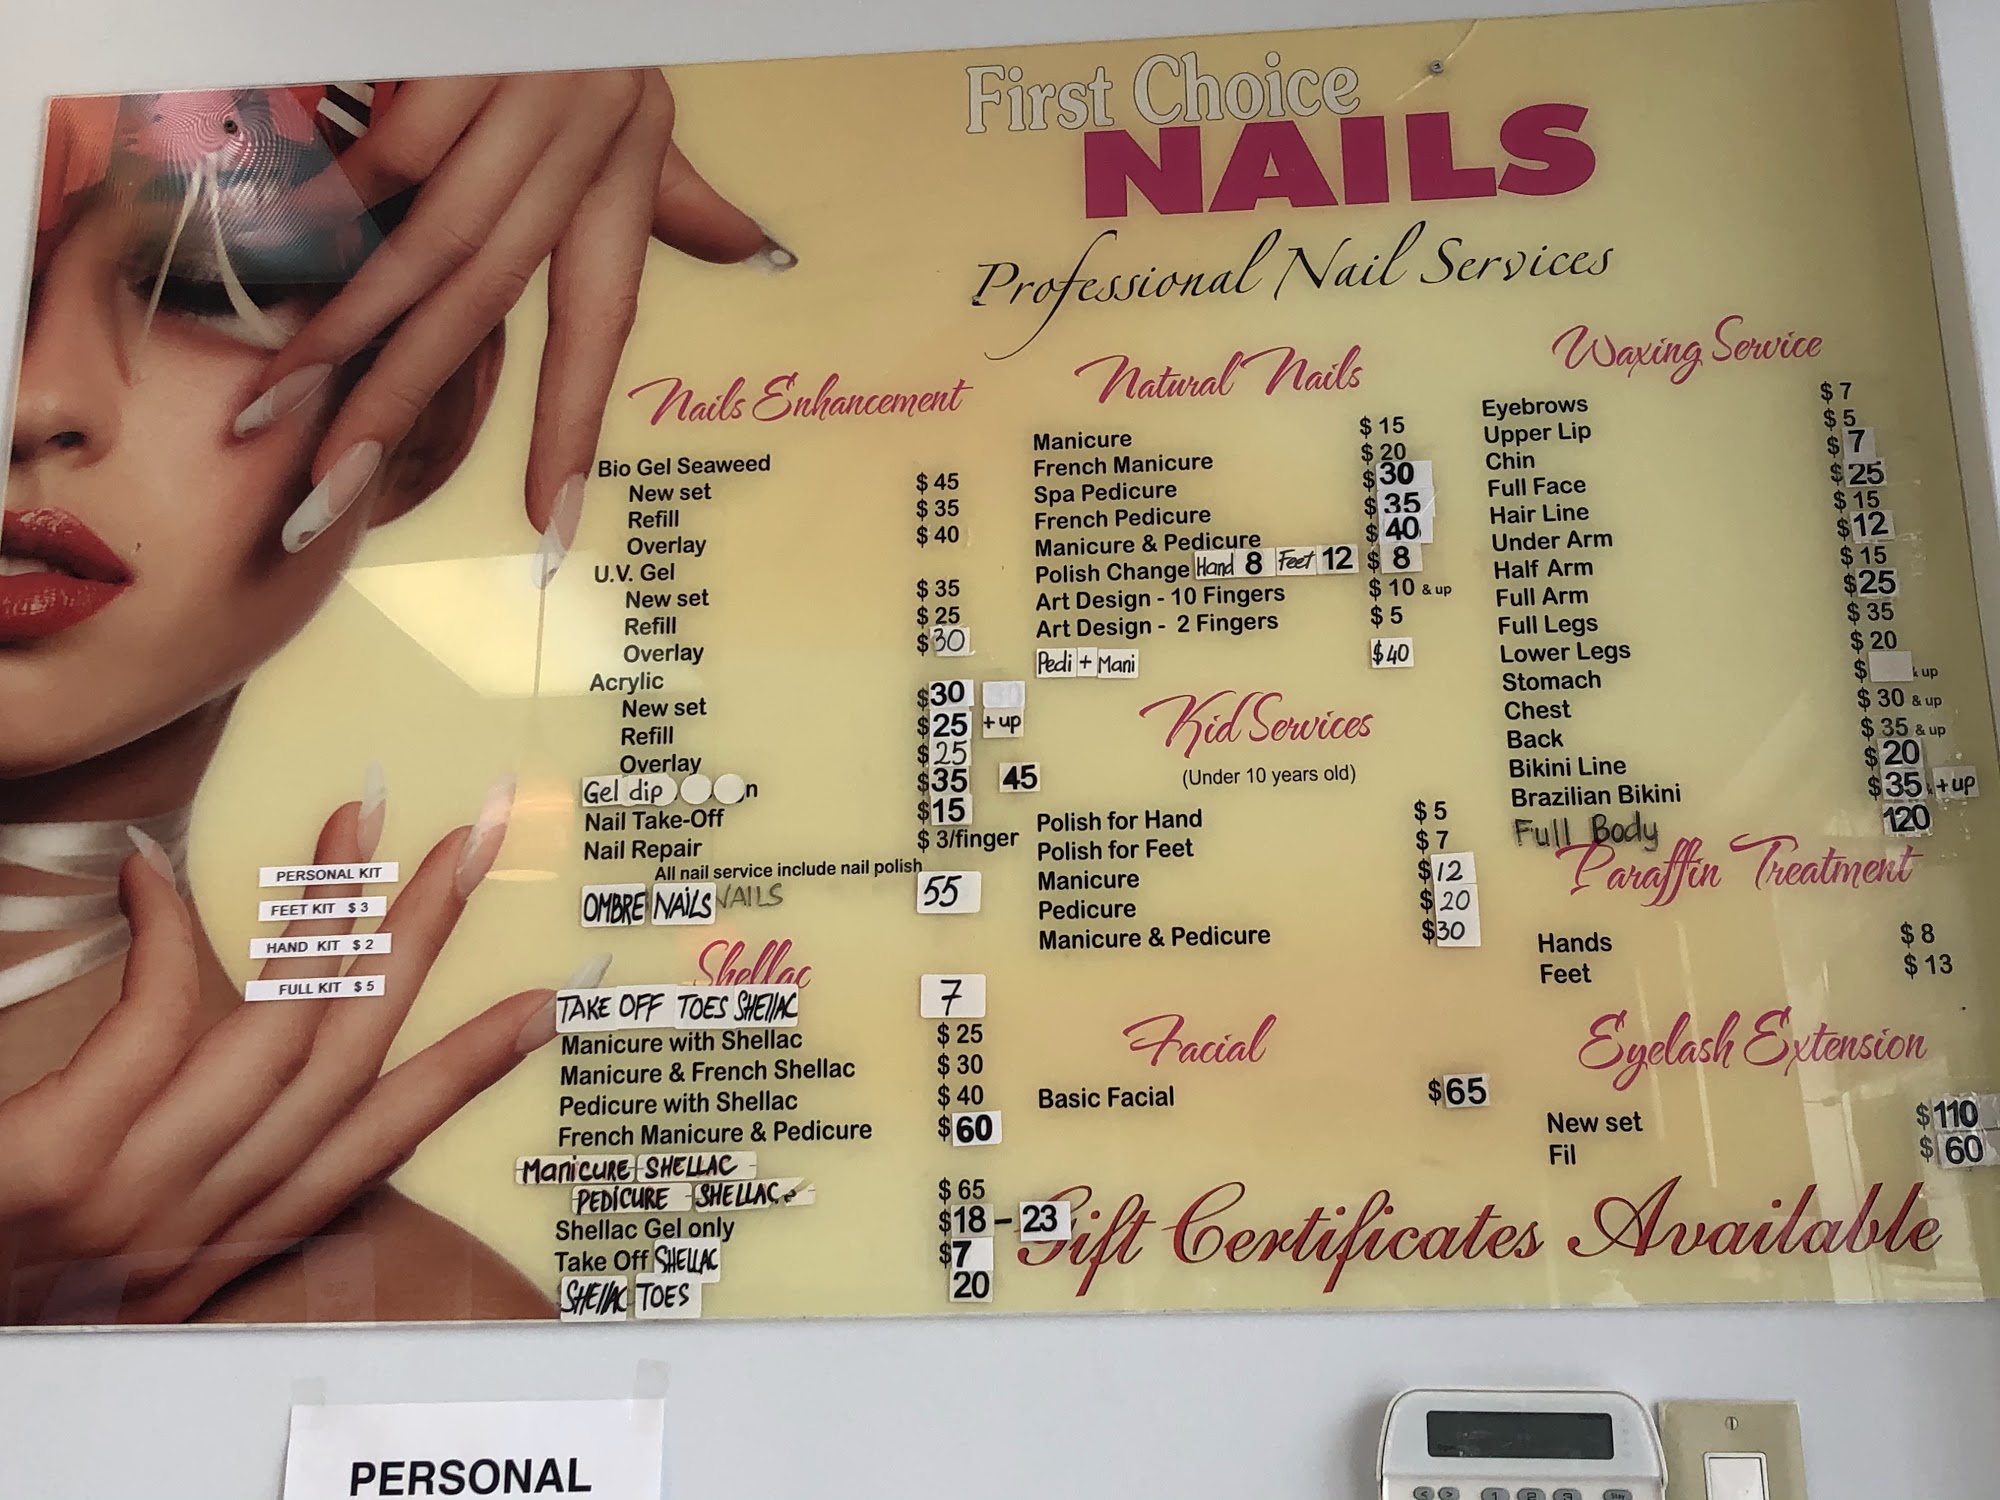 First Choice
NAILS
Professional Nail Services
Nails Enhancement
Bio Gel Seaweed
New set $ 45
Refill $ 35
Overlay $ 40
U.V. Gel
New set $ 35
Refill $ 25
Overlay $30
Acrylic
New set $30
Refill $25 + up
Overlay $25
Gel dip n $35 45
Nail Take-Off $15
Nail Repair $ 3/finger
All nail service include nail polish
OMBRE NAILS NAILS 55
Shellac
TAKE OFF TOES SHELLAC 7
Manicure with Shellac $ 25
Manicure & French Shellac $ 30
Pedicure with Shellac $ 40
French Manicure & Pedicure $60
MANICURE SHELLAC
PEDICURE SHELLAC $ 65
Shellac Gel only $18 - 23
Take Off SHELLAC $7
SHELLAC TOES 20
Natural Nails
Manicure $ 15
French Manicure $ 20
Spa Pedicure $30
French Pedicure $35
Manicure & Pedicure $40
Polish Change Hand 8 Feet 12 $ 8
Art Design - 10 Fingers $ 10 & up
Art Design - 2 Fingers $ 5
Pedi + Mani $40
Kid Services
(Under 10 years old)
Polish for Hand $ 5
Polish for Feet $ 7
Manicure $12
Pedicure $20
Manicure & Pedicure $30
Facial
Basic Facial $65
Waxing Service
Eyebrows $ 7
Upper Lip $ 5
Chin $ 7
Full Face $25
Hair Line $ 15
Under Arm $12
Half Arm $ 15
Full Arm $25
Full Legs $ 35
Lower Legs $ 20
Stomach $ & up
Chest $ 30 & up
Back $ 35 & up
Bikini Line $20
Brazilian Bikini $35 + up
Full Body 120
Paraffin Treatment
Hands $ 8
Feet $ 13
Eyelash Extension
New set $110
Fil $60
Gift Certificates Available
PERSONAL KIT
FEET KIT $ 3
HAND KIT $ 2
FULL KIT $ 5
PERSONAL
1 2 3